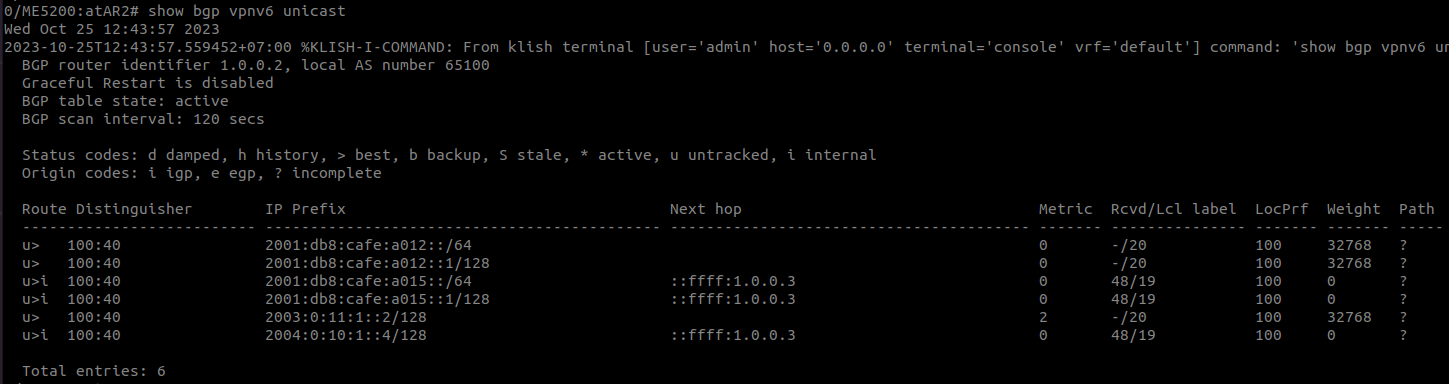 0/ME5200:atAR2# show bgp vpnv6 unicast
Wed Oct 25 12:43:57 2023
2023-10-25T12:43:57.559452+07:00 %KLISH-I-COMMAND: From klish terminal [user='admin' host='0.0.0.0' terminal='console' vrf='default'] command: 'show bgp vpnv6 un
  BGP router identifier 1.0.0.2, local AS number 65100
  Graceful Restart is disabled
  BGP table state: active
  BGP scan interval: 120 secs

  Status codes: d damped, h history, > best, b backup, S stale, * active, u untracked, i internal
  Origin codes: i igp, e egp, ? incomplete

  Route Distinguisher        IP Prefix                                    Next hop                                 Metric  Rcvd/Lcl label  LocPrf  Weight  Path
  -------------------------- -------------------------------------------- ---------------------------------------- ------- --------------- ------- ------- -----
  u>   100:40                2001:db8:cafe:a012::/64                                                               0       -/20            100     32768   ?
  u>   100:40                2001:db8:cafe:a012::1/128                                                             0       -/20            100     32768   ?
  u>i  100:40                2001:db8:cafe:a015::/64                      ::ffff:1.0.0.3                           0       48/19           100     0       ?
  u>i  100:40                2001:db8:cafe:a015::1/128                    ::ffff:1.0.0.3                           0       48/19           100     0       ?
  u>   100:40                2003:0:11:1::2/128                                                                    2       -/20            100     32768   ?
  u>i  100:40                2004:0:10:1::4/128                           ::ffff:1.0.0.3                           0       48/19           100     0       ?

  Total entries: 6